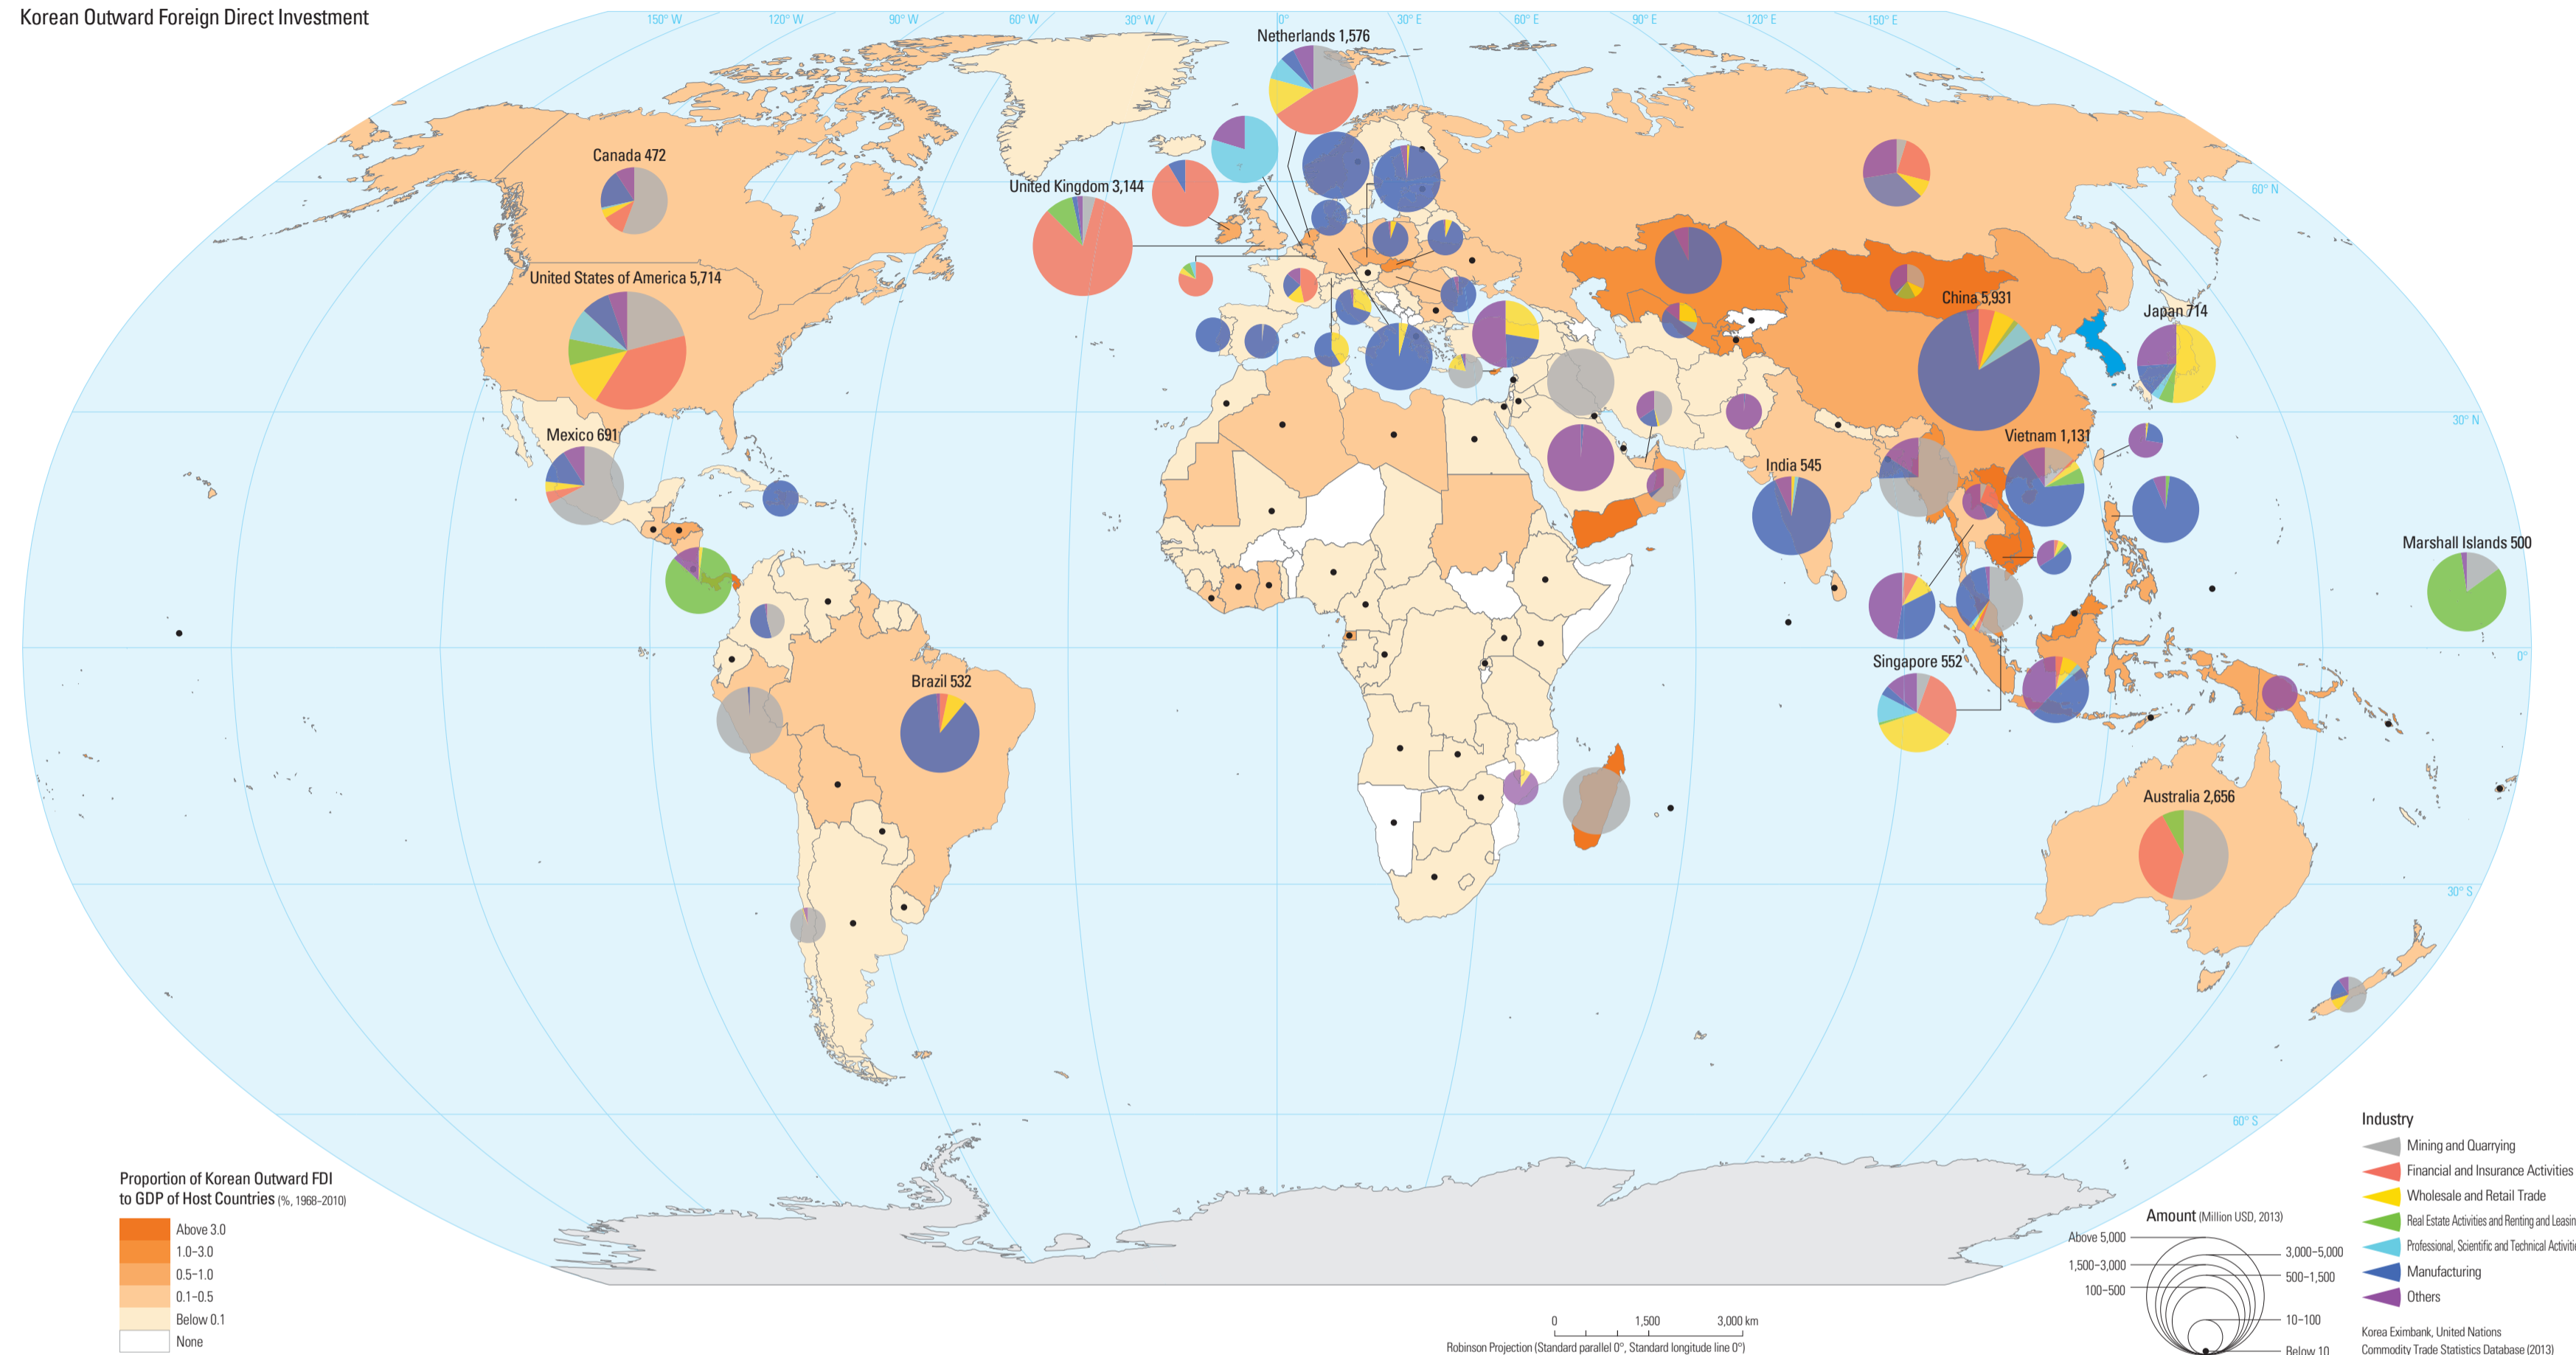 Korean Outward Foreign Direct Investment
150° W
120° W
90° W
60° W
30° W
0°
30° E
60° E
90° E
120° E
150° E
Netherlands 1,576
Canada 472
United Kingdom 3,144
60° N
United States of America 5,714
China 5,931
Japan 714
30° N
Mexico 691
Vietnam 1,131
India 545
Marshall Islands 500
0°
Singapore 552
Brazil 532
Australia 2,656
30° S
60° S
Proportion of Korean Outward FDI
to GDP of Host Countries (%, 1968-2010)
Above 3.0
1.0-3.0
0.5-1.0
0.1-0.5
Below 0.1
None
0 1,500 3,000 km
Robinson Projection (Standard parallel 0°, Standard longitude line 0°)
Amount (Million USD, 2013)
Above 5,000
3,000-5,000
1,500-3,000
500-1,500
100-500
10-100
Below 10
Industry
Mining and Quarrying
Financial and Insurance Activities
Wholesale and Retail Trade
Real Estate Activities and Renting and Leasin
Professional, Scientific and Technical Activitie
Manufacturing
Others
Korea Eximbank, United Nations
Commodity Trade Statistics Database (2013)